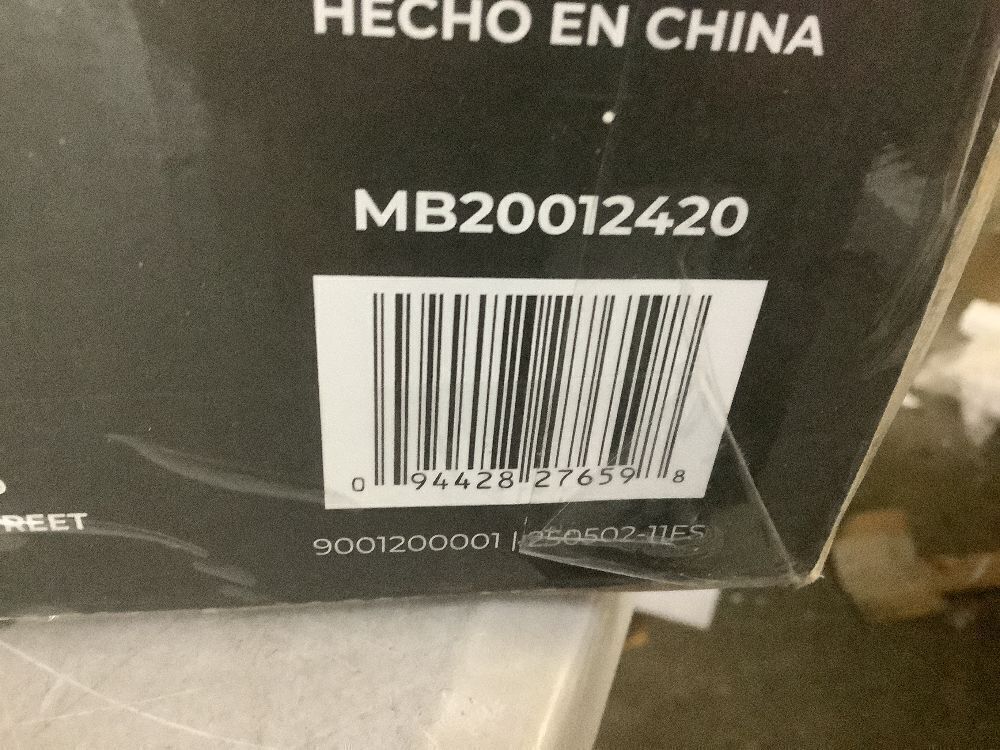 HECHO EN CHINA
MB20012420
0 94428 27659 8
REET
9001200001 | 250502-11ES